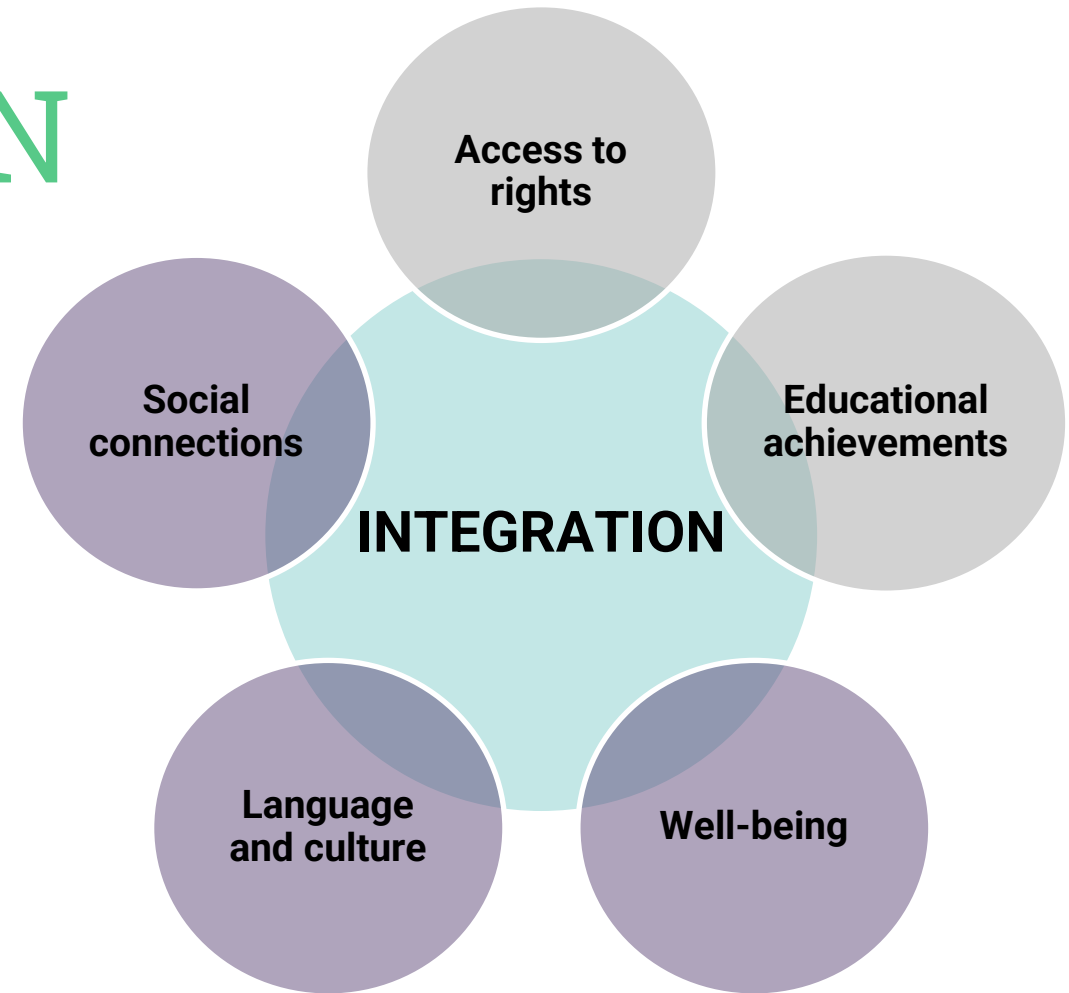 N
Access to
rights
Social
connections
Educational
achievements
INTEGRATION
Language
and culture
Well-being